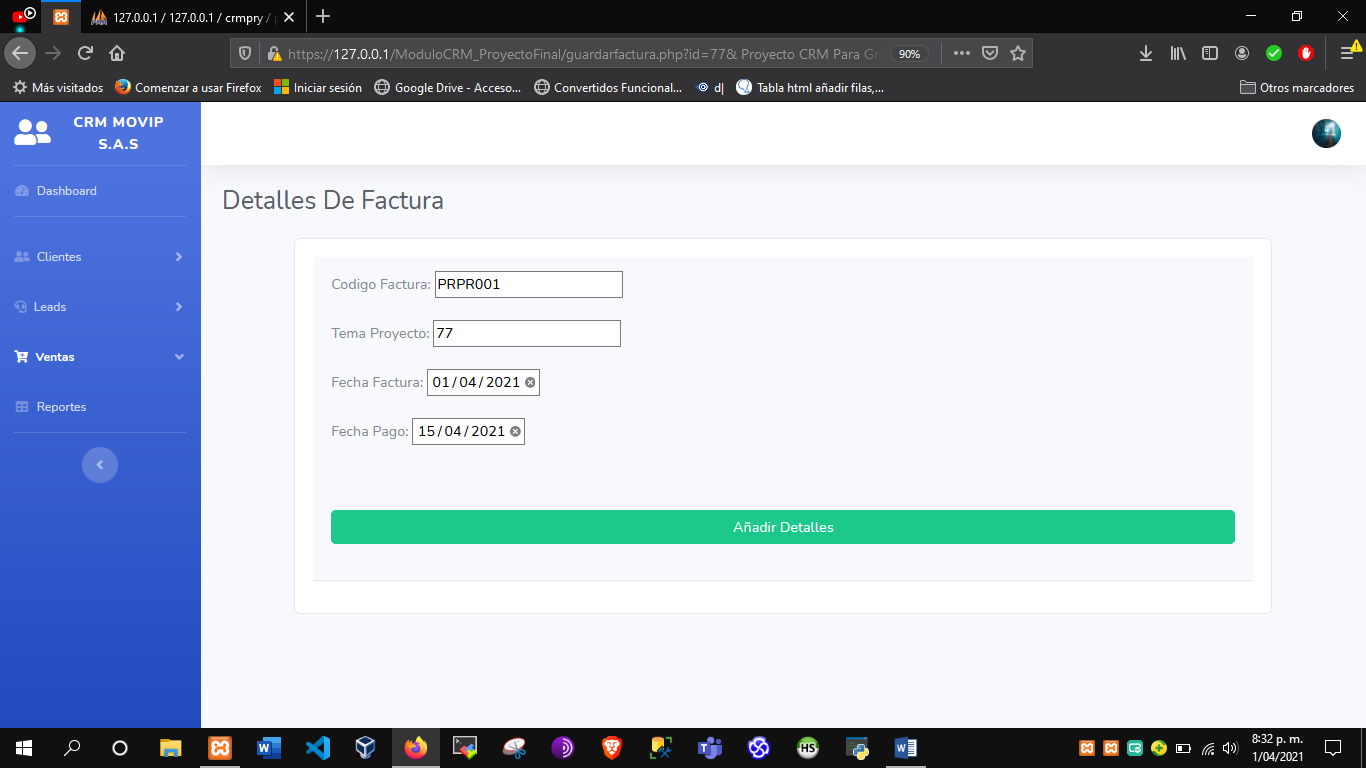 127.0.0.1 / 127.0.0.1 / crmpry /
https://127.0.0.1/ModuloCRM_ProyectoFinal/guardarfactura.php?id=77& Proyecto CRM Para Gra
90%
Más visitados
Comenzar a usar Firefox
Iniciar sesión
Google Drive - Acceso...
Convertidos Funcional...
d|
Tabla html añadir filas,...
Otros marcadores
CRM MOVIP
S.A.S
Dashboard
Clientes
Leads
Ventas
Reportes
Detalles De Factura
Codigo Factura: PRPR001
Tema Proyecto: 77
Fecha Factura: 01/04/2021
Fecha Pago: 15/04/2021
Añadir Detalles
HS
8:32 p. m.
1/04/2021